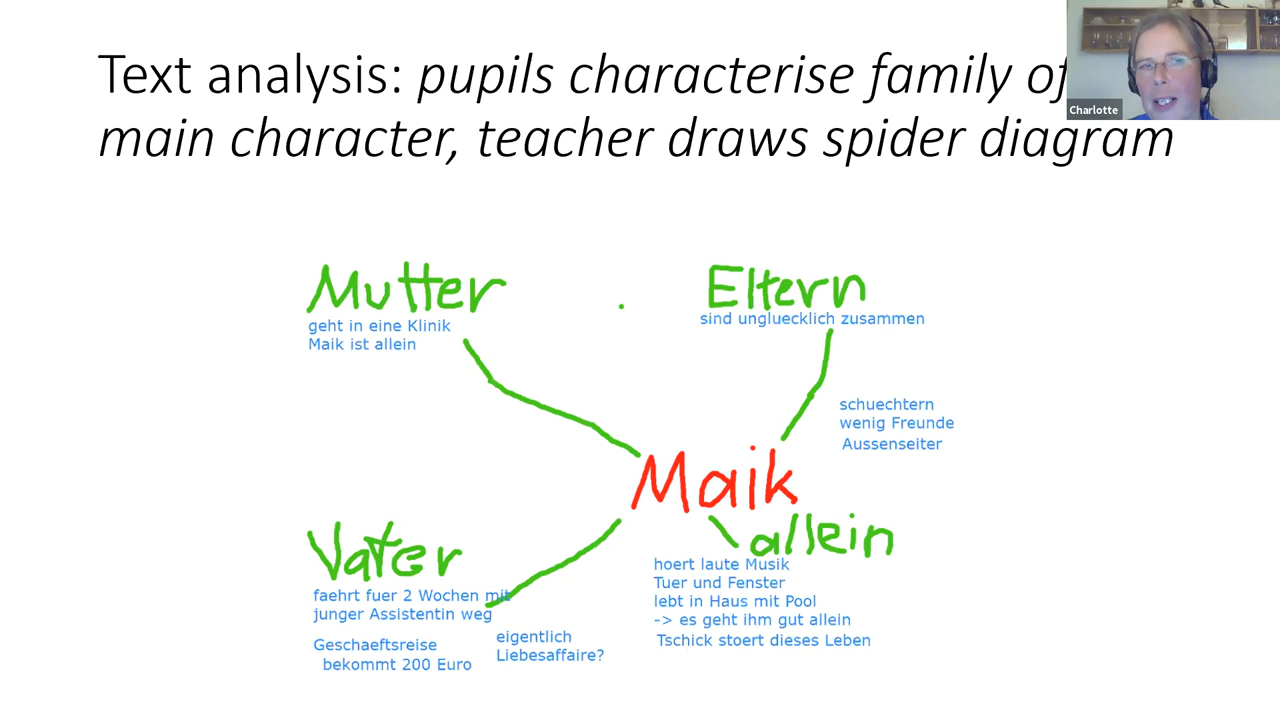 Text analysis: pupils characterise family of
main character, teacher draws spider diagram
Charlotte
Mutter
geht in eine Klinik
Maik ist allein
Eltern
sind ungluecklich zusammen
schuechtern
wenig Freunde
Aussenseiter
Maik
Vater
faehrt fuer 2 Wochen mit
junger Assistentin weg
Geschaeftsreise
bekommt 200 Euro
eigentlich
Liebesaffaire?
allein
hoert laute Musik
Tuer und Fenster
lebt in Haus mit Pool
-> es geht ihm gut allein
Tschick stoert dieses Leben